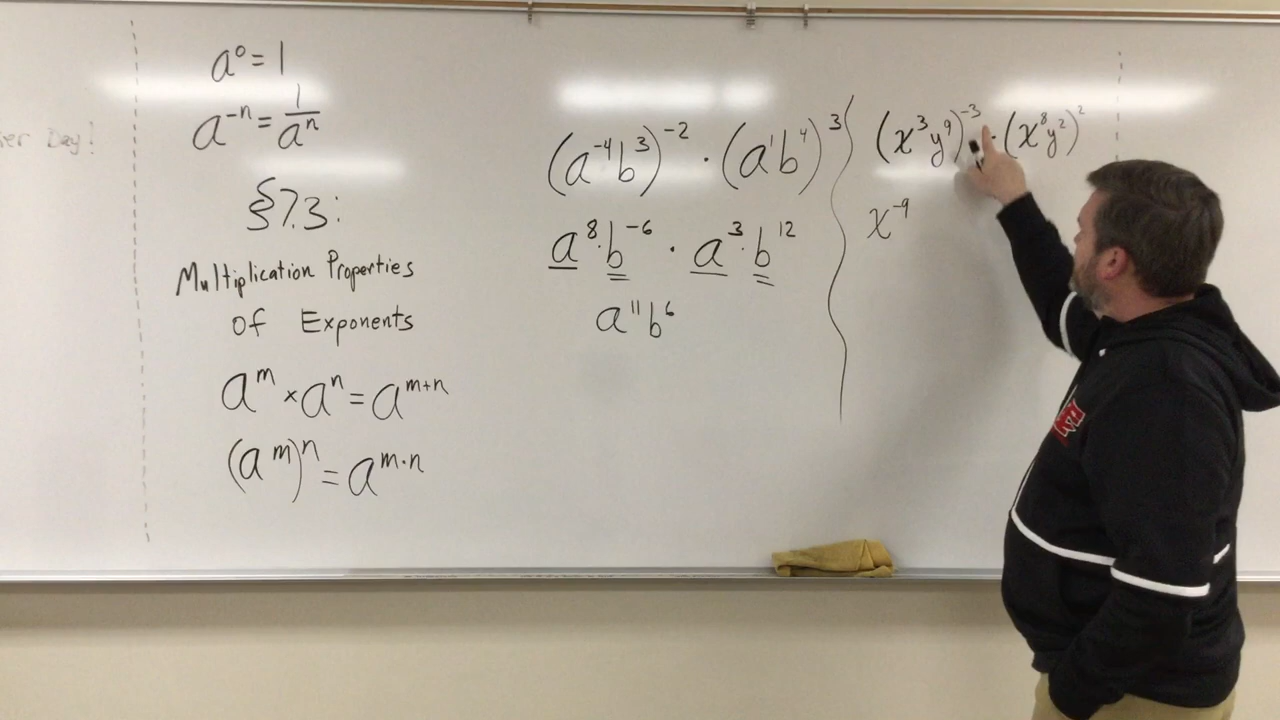 er Day!
a⁰ = 1
a⁻ⁿ = 1/aⁿ
§7.3:
Multiplication Properties
of Exponents
aᵐ × aⁿ = aᵐ⁺ⁿ
(aᵐ)ⁿ = aᵐ·ⁿ
(a⁻⁴b³)⁻² · (a¹b⁴)³
a⁸·b⁻⁶ · a³·b¹²
a¹¹b⁶
(x³y⁹)⁻³ · (x⁸y²)²
x⁻⁹